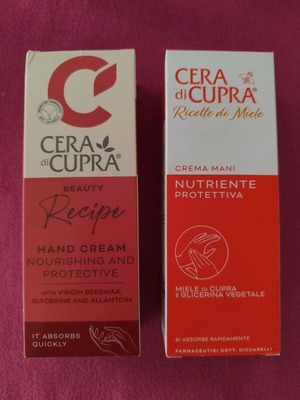 CERA
di CUPRA®
BEAUTY
Recipe
HAND CREAM
NOURISHING AND
PROTECTIVE
WITH VIRGIN BEESWAX,
GLYCERINE AND ALLANTOIN
IT ABSORBS
QUICKLY
CERA
di CUPRA®
Ricette di Miele
CREMA MANI
NUTRIENTE
PROTETTIVA
MIELE DI CUPRA
E GLICERINA VEGETALE
SI ASSORBE RAPIDAMENTE
FARMACEUTICI DOTT. CICCARELLI